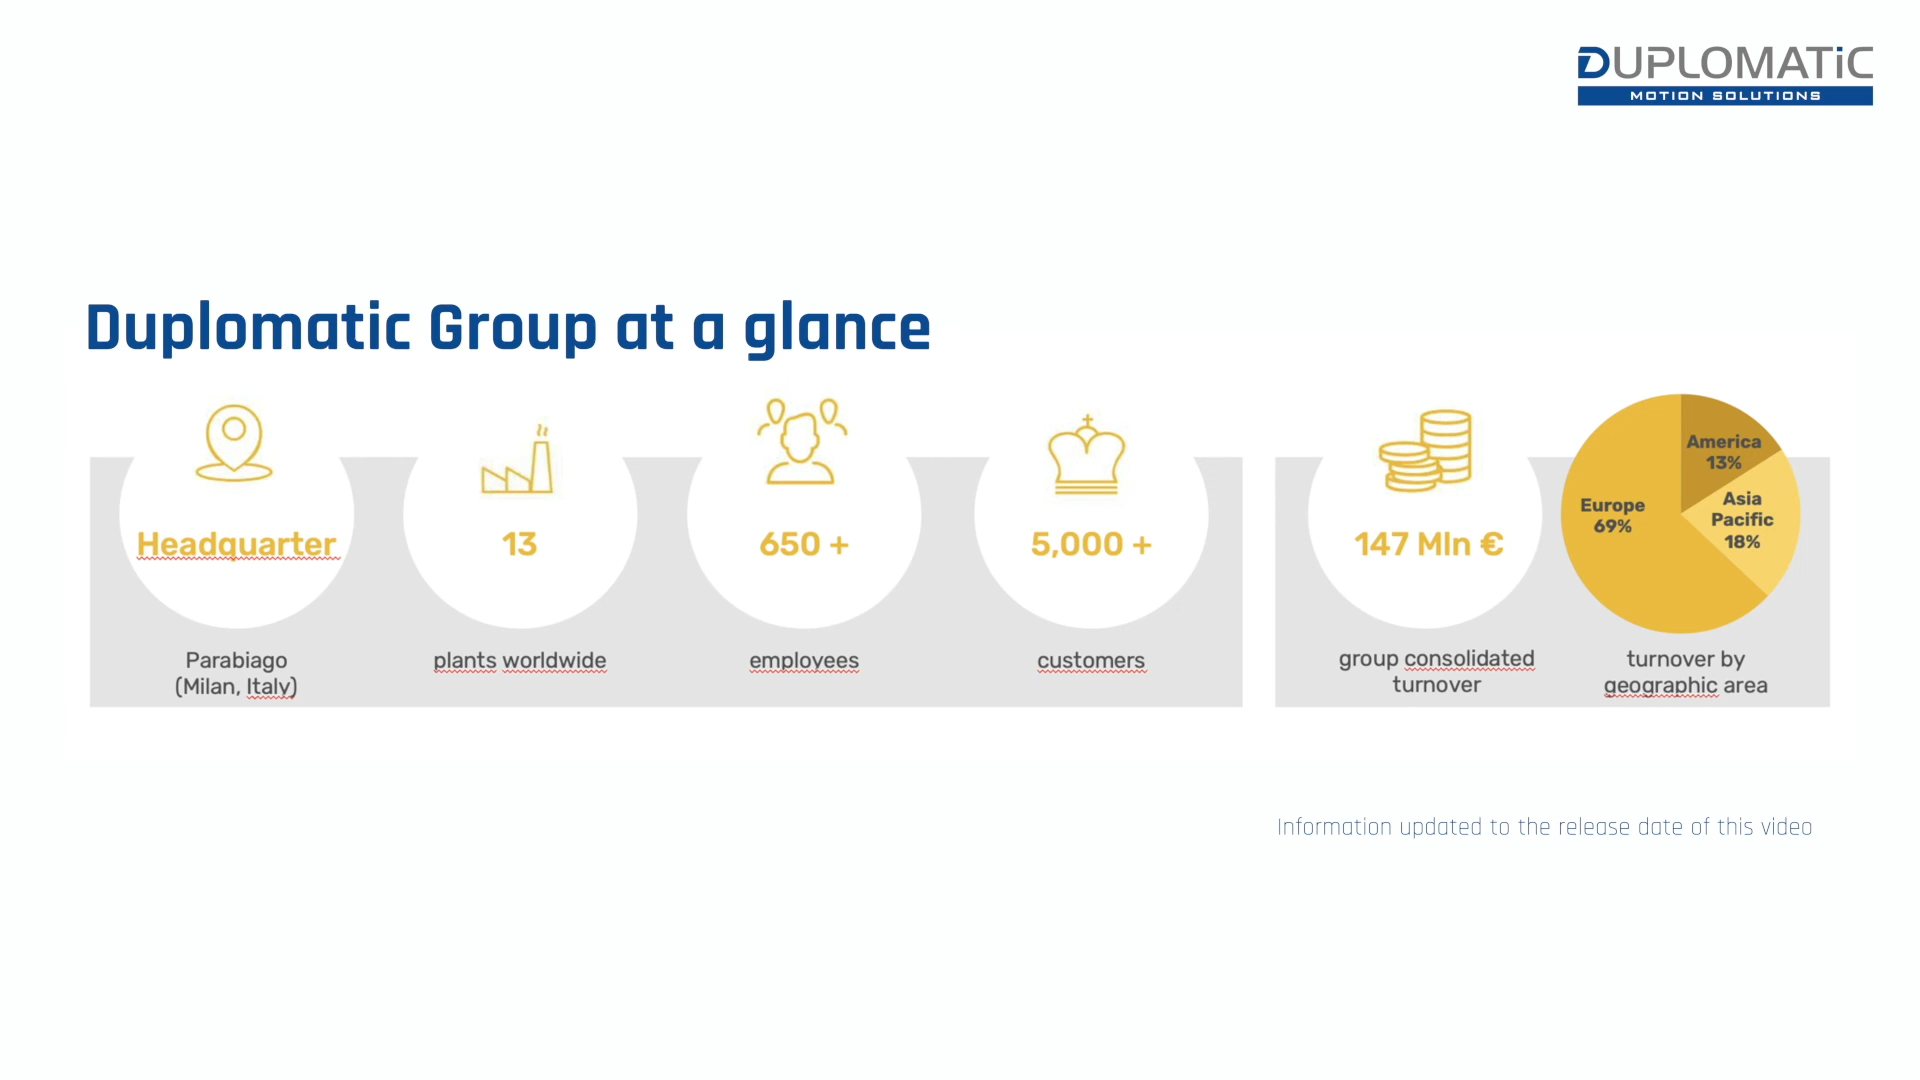 DUPLOMATiC
MOTION SOLUTIONS
Duplomatic Group at a glance
Headquarter
Parabiago
(Milan, Italy)
13
plants worldwide
650 +
employees
5,000 +
customers
147 Mln €
group consolidated
turnover
America
13%
Asia
Pacific
18%
Europe
69%
turnover by
geographic area
Information updated to the release date of this video